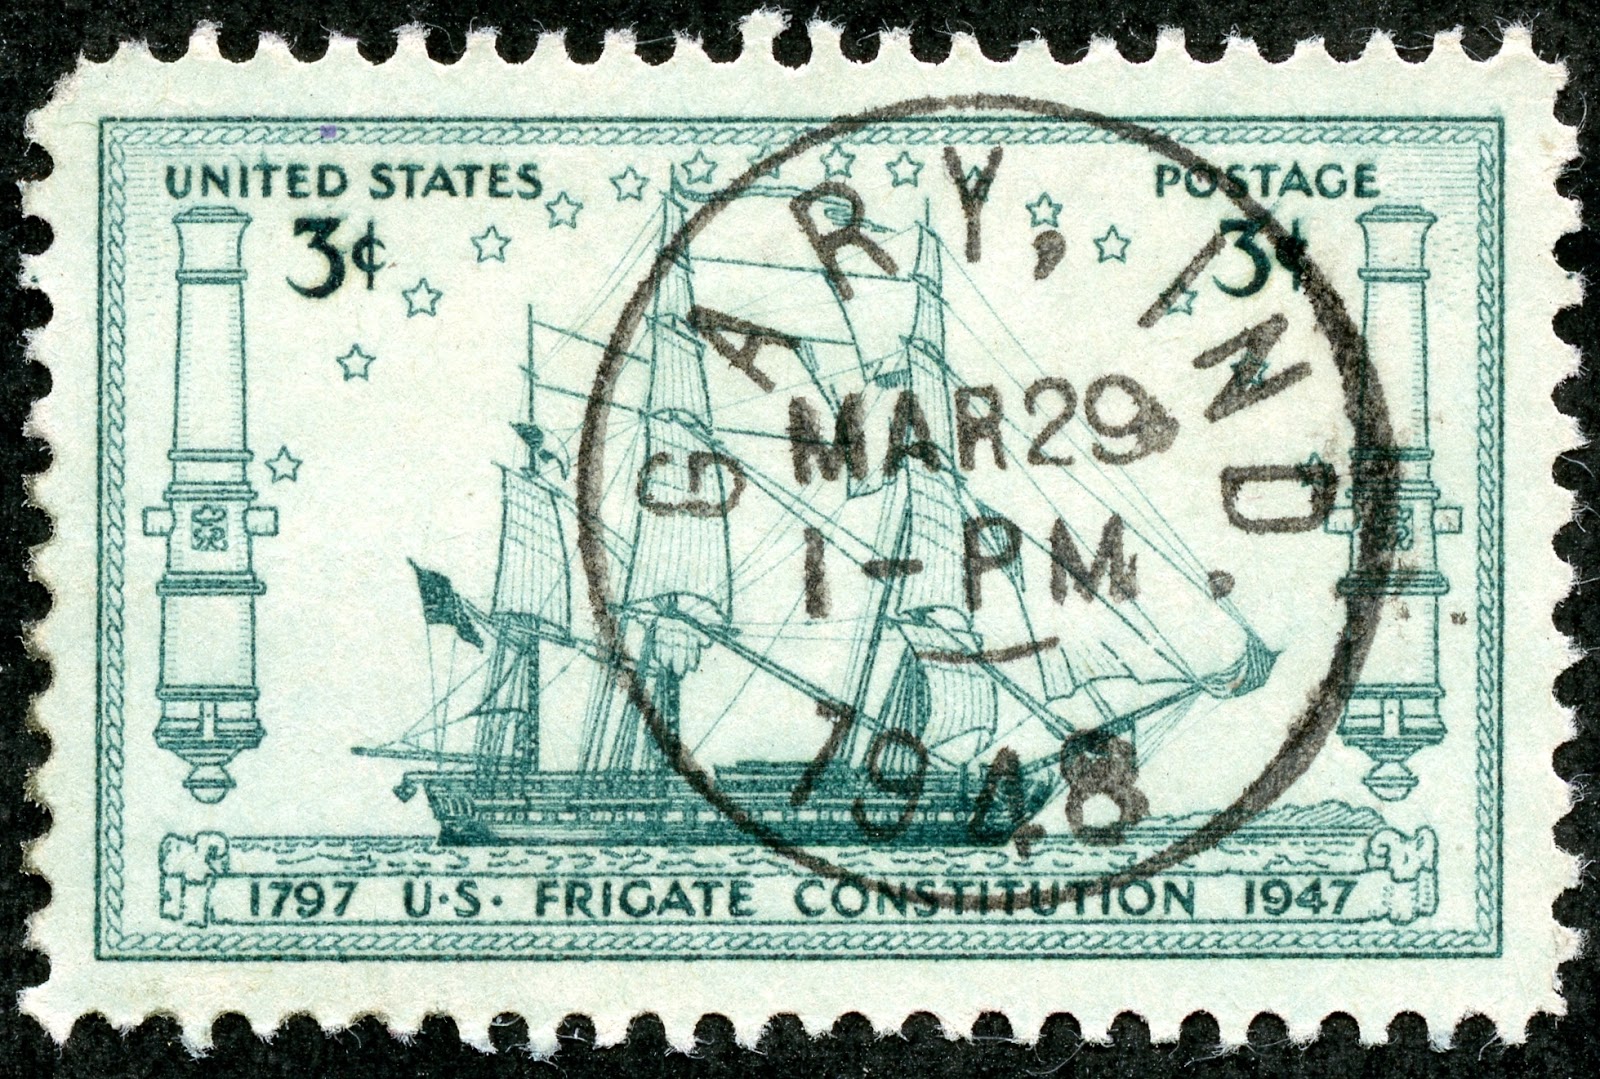 UNITED STATES POSTAGE
3¢ 3¢
GARY, IND.
MAR 29
1-PM
1948
1797 U·S· FRIGATE CONSTITUTION 1947